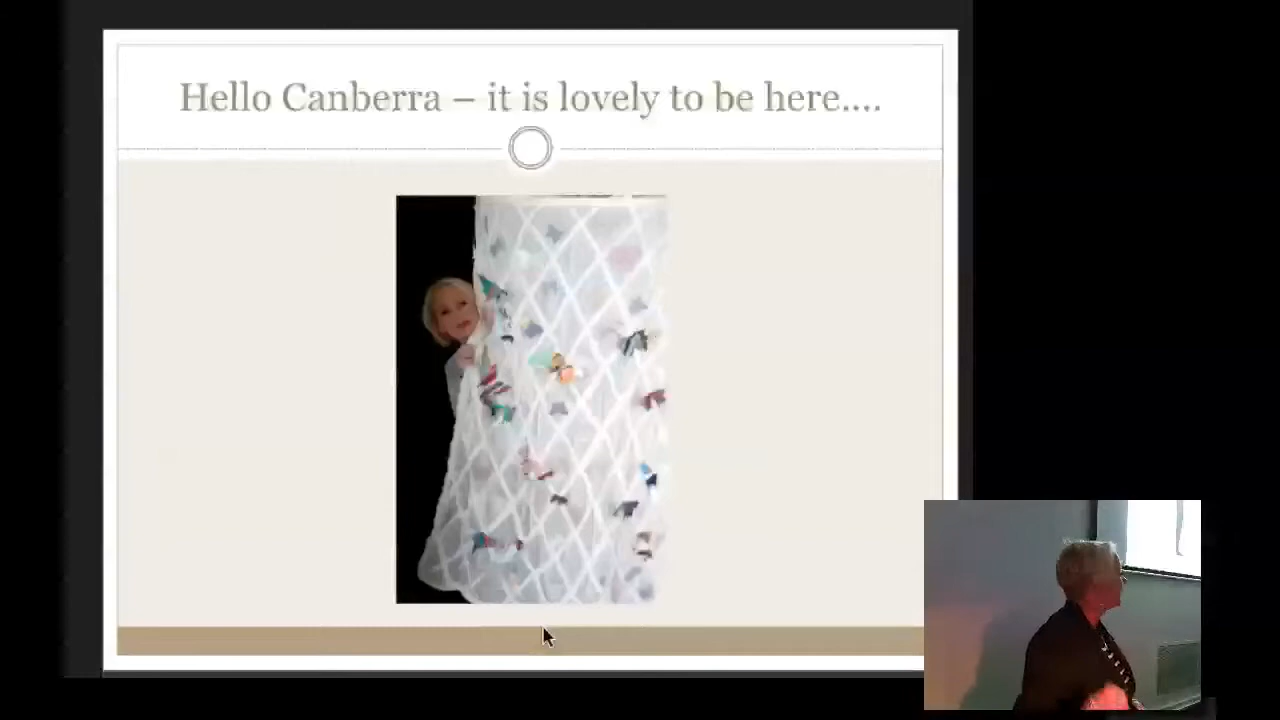 Hello Canberra – it is lovely to be here....